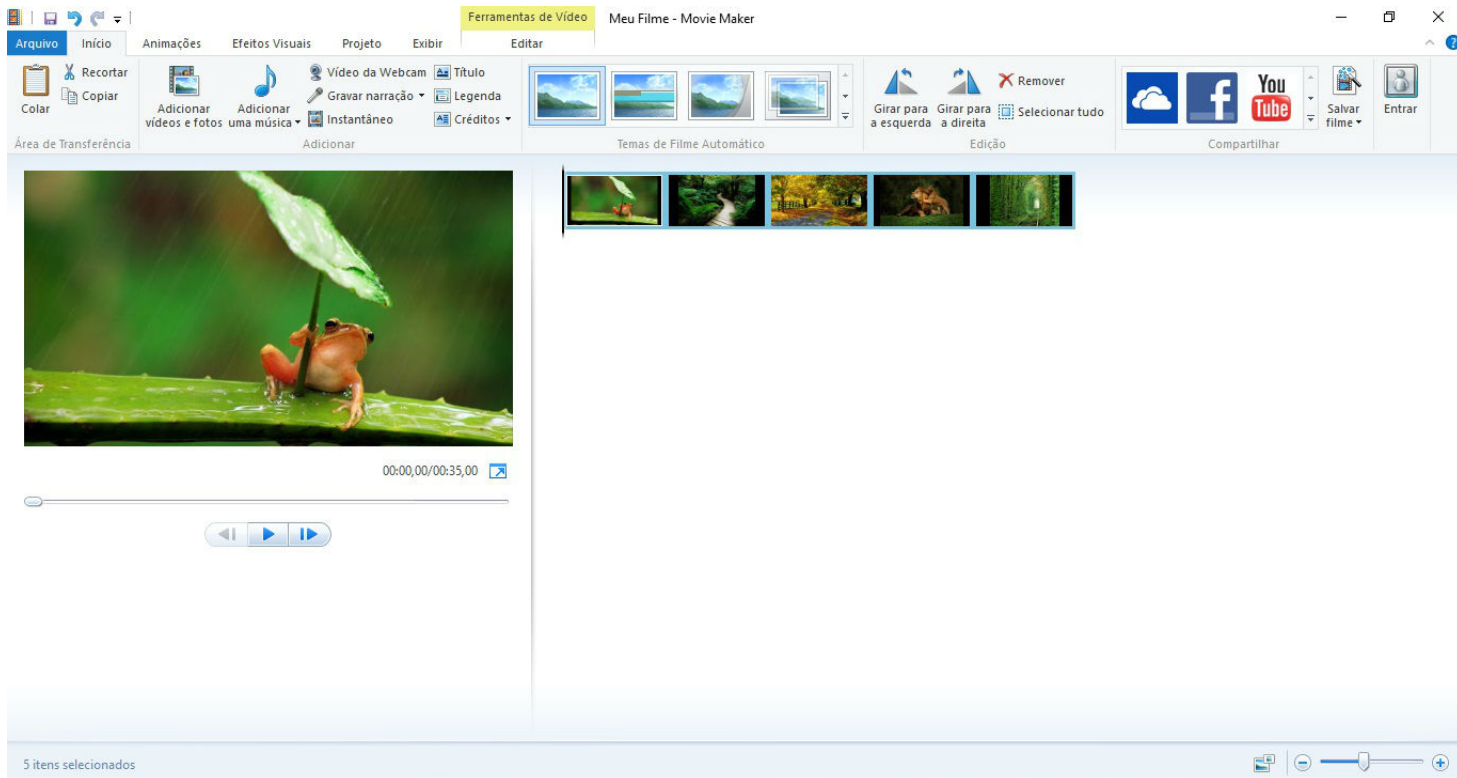 Ferramentas de Vídeo
Meu Filme - Movie Maker
Arquivo
Início
Animações
Efeitos Visuais
Projeto
Exibir
Editar
Colar
Recortar
Copiar
Área de Transferência
Adicionar
vídeos e fotos
Adicionar
uma música
Vídeo da Webcam
Gravar narração
Instantâneo
Título
Legenda
Créditos
Adicionar
Temas de Filme Automático
Girar para
a esquerda
Girar para
a direita
Remover
Selecionar tudo
Edição
f
You
Tube
Compartilhar
Salvar
filme
Entrar
00:00,00/00:35,00
5 itens selecionados